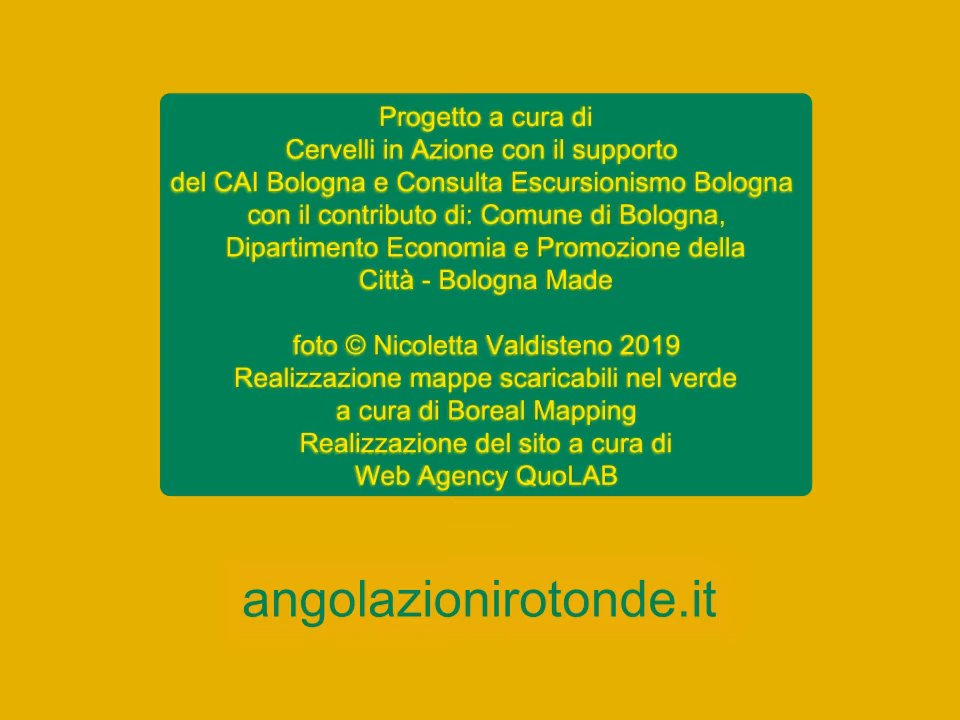 Progetto a cura di
Cervelli in Azione con il supporto
del CAI Bologna e Consulta Escursionismo Bologna
con il contributo di: Comune di Bologna,
Dipartimento Economia e Promozione della
Città - Bologna Made
foto © Nicoletta Valdisteno 2019
Realizzazione mappe scaricabili nel verde
a cura di Boreal Mapping
Realizzazione del sito a cura di
Web Agency QuoLAB
angolazionirotonde.it